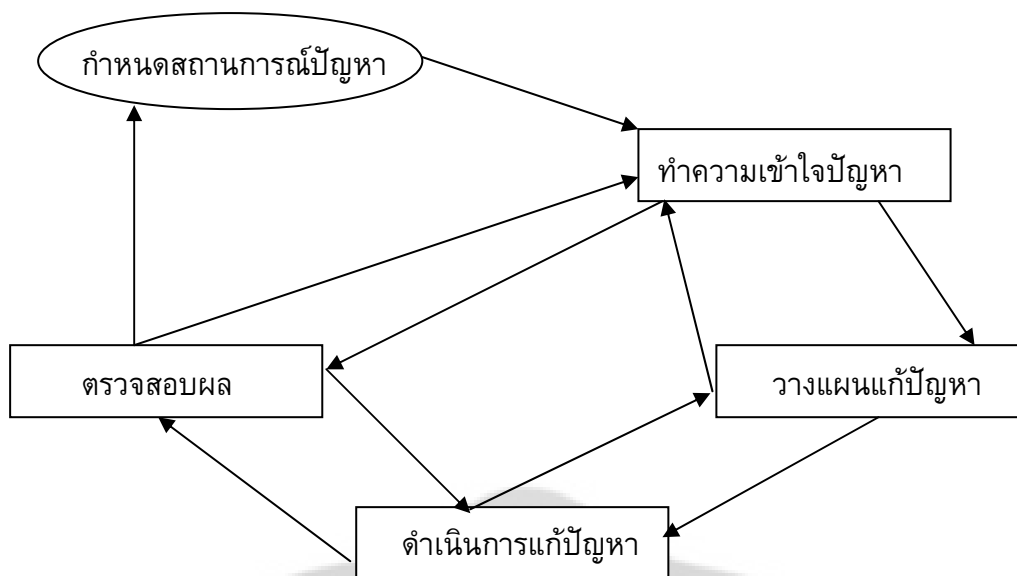 กำหนดสถานการณ์ปัญหา
ทำความเข้าใจปัญหา
ตรวจสอบผล
วางแผนแก้ปัญหา
ดำเนินการแก้ปัญหา